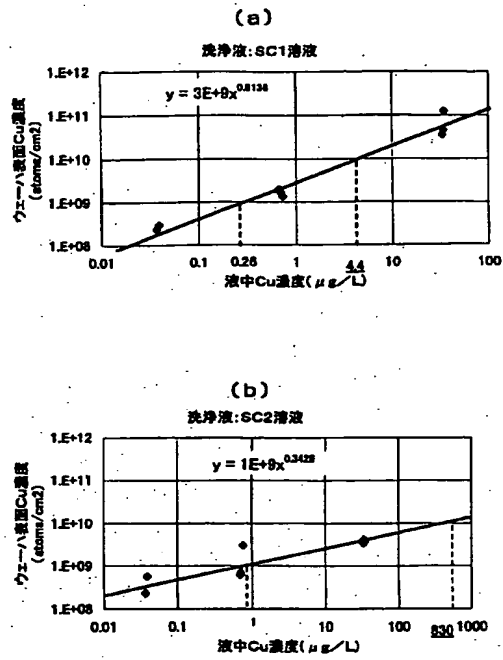 (a)
洗浄液:SC1溶液
ウェーハ表面Cu濃度
(atoms/cm2)
1.E+12
1.E+11
1.E+10
1.E+09
1.E+08
y = 3E+9x^0.8136
0.01
0.1
0.26
1
4.4
10
100
液中Cu濃度(μg/L)
(b)
洗浄液:SC2溶液
ウェーハ表面Cu濃度
(atoms/cm2)
1.E+12
1.E+11
1.E+10
1.E+09
1.E+08
y = 1E+9x^0.3428
0.01
0.1
1
10
100
830
1000
液中Cu濃度(μg/L)